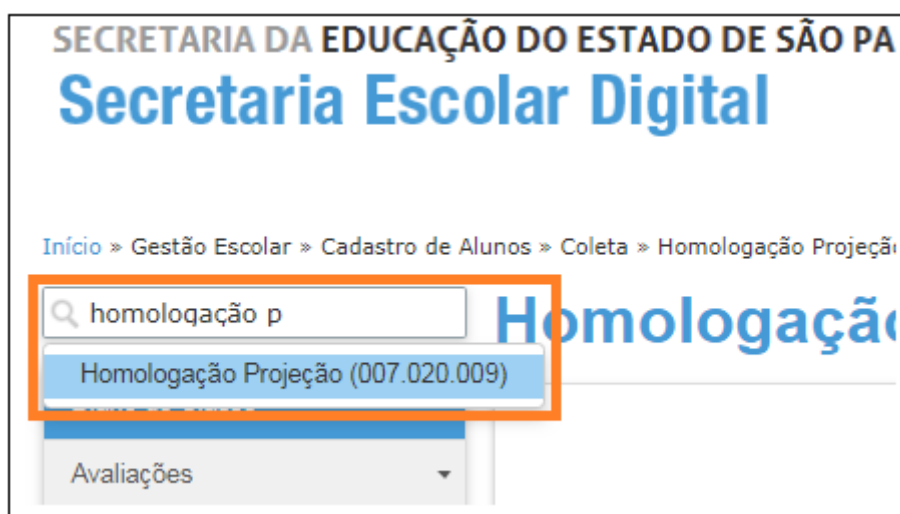 SECRETARIA DA EDUCAÇÃO DO ESTADO DE SÃO PA
Secretaria Escolar Digital
Início » Gestão Escolar » Cadastro de Alunos » Coleta » Homologação Projeçã
homologação p
Homologação
Homologação Projeção (007.020.009)
Avaliações